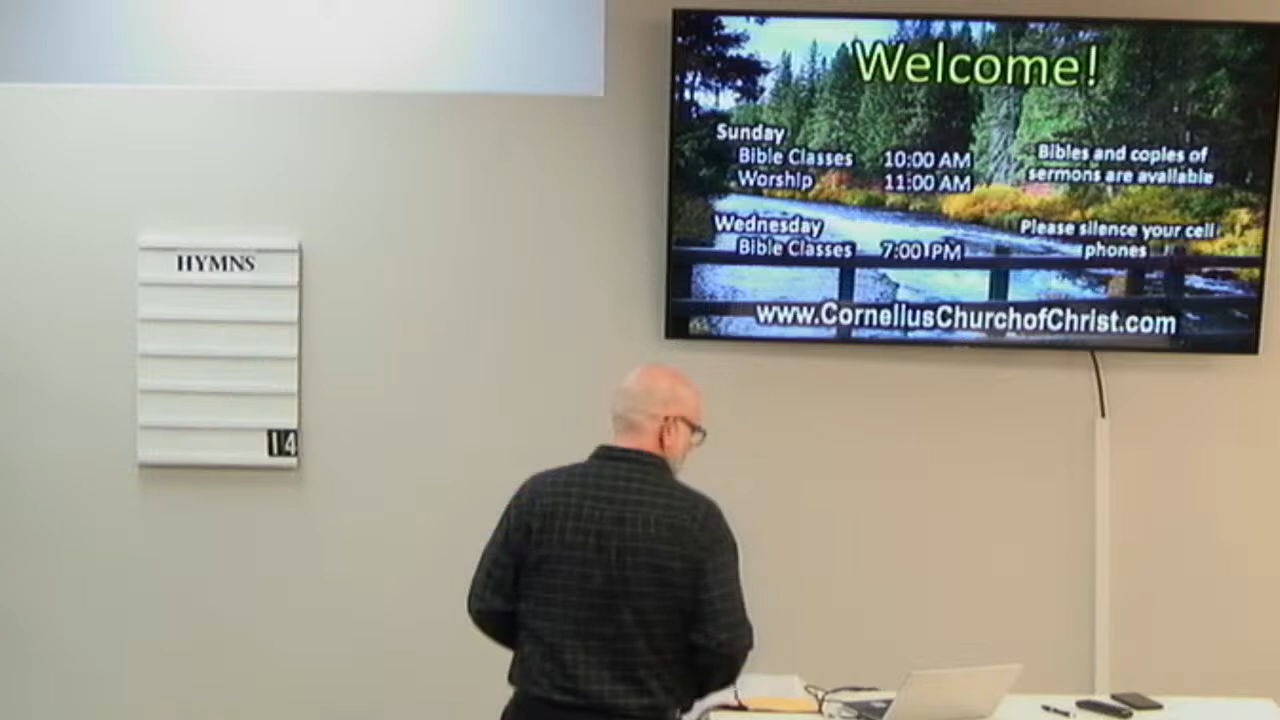 Welcome!
Sunday
Bible Classes 10:00 AM
Worship 11:00 AM
Bibles and copies of
sermons are available
Wednesday
Bible Classes 7:00 PM
Please silence your cell
phones
www.CorneliusChurchofChrist.com
HYMNS
14